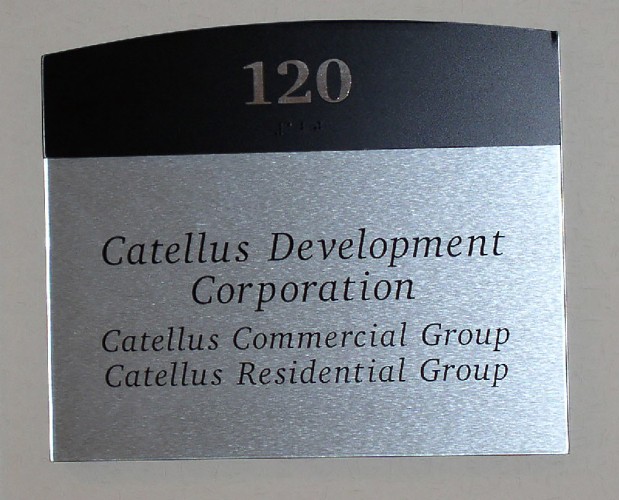 120
Catellus Development
Corporation
Catellus Commercial Group
Catellus Residential Group